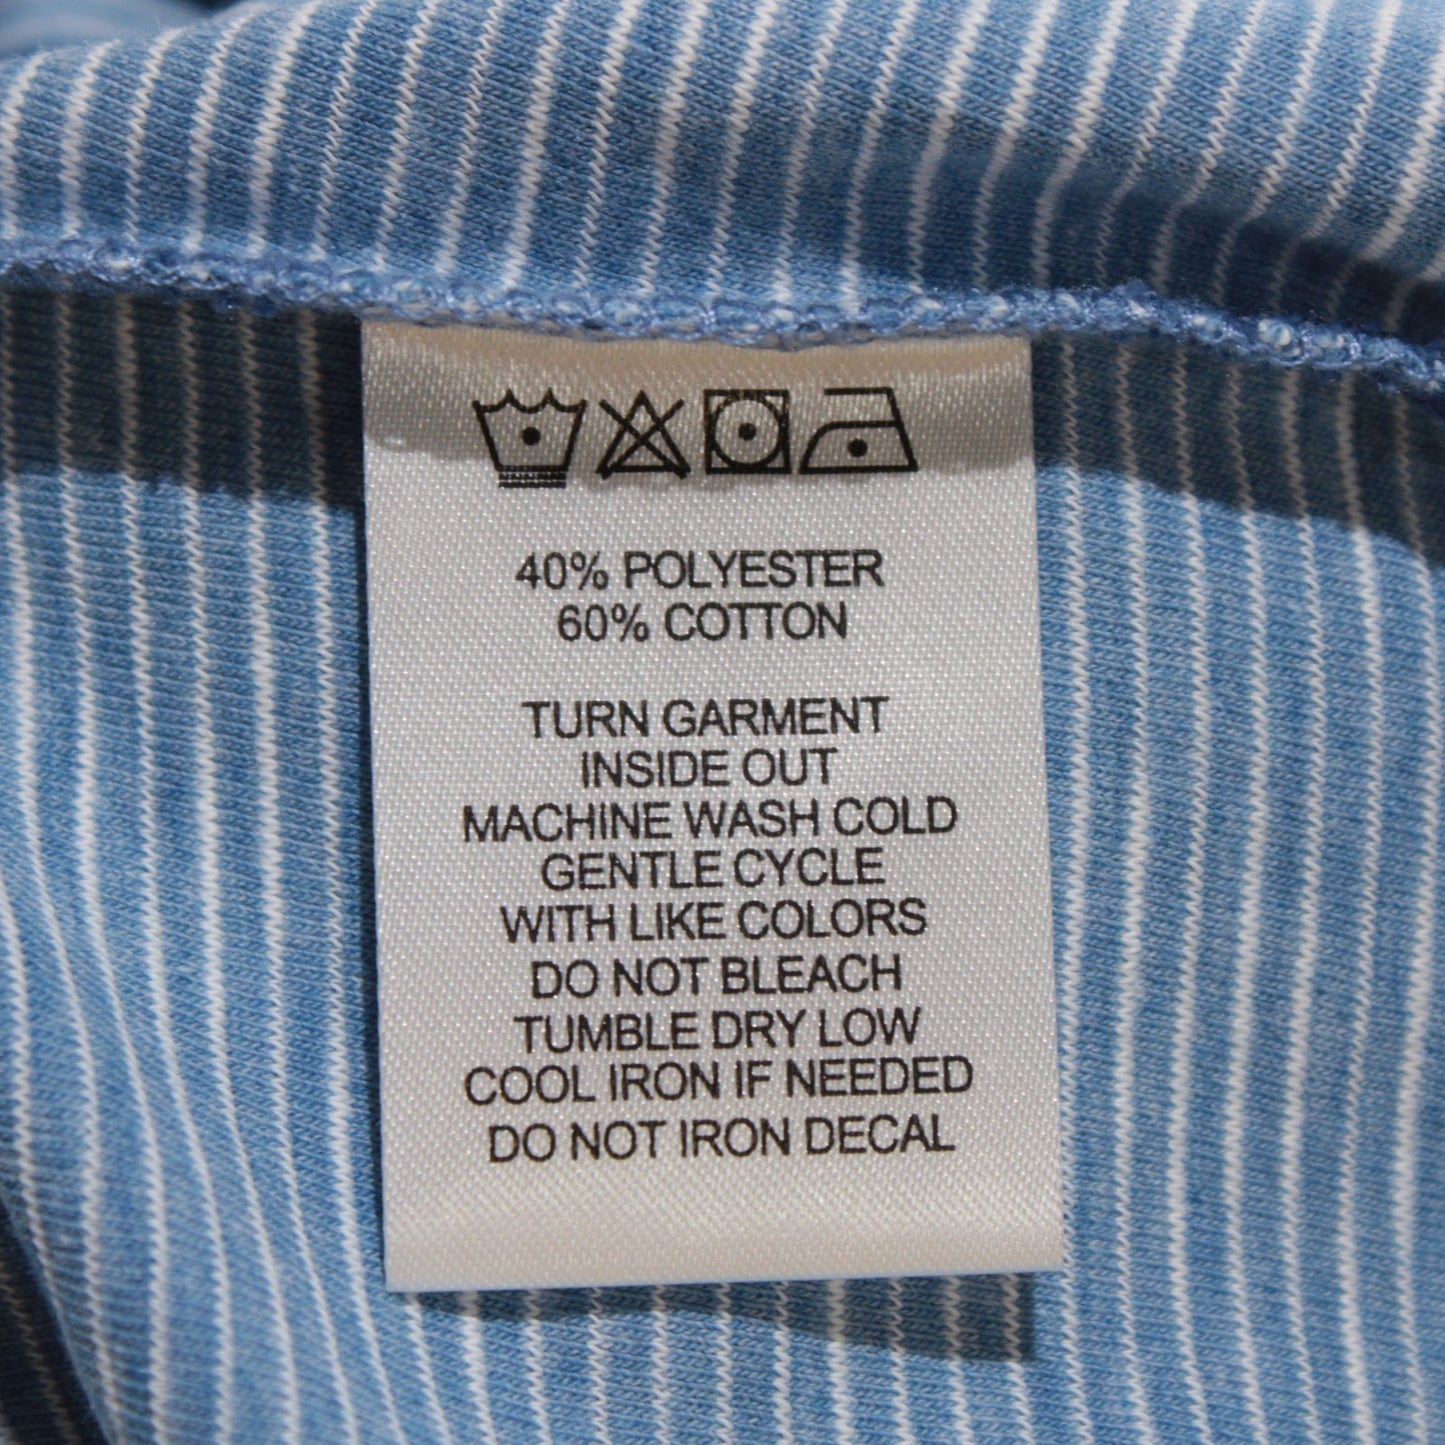 40% POLYESTER
60% COTTON
TURN GARMENT
INSIDE OUT
MACHINE WASH COLD
GENTLE CYCLE
WITH LIKE COLORS
DO NOT BLEACH
TUMBLE DRY LOW
COOL IRON IF NEEDED
DO NOT IRON DECAL